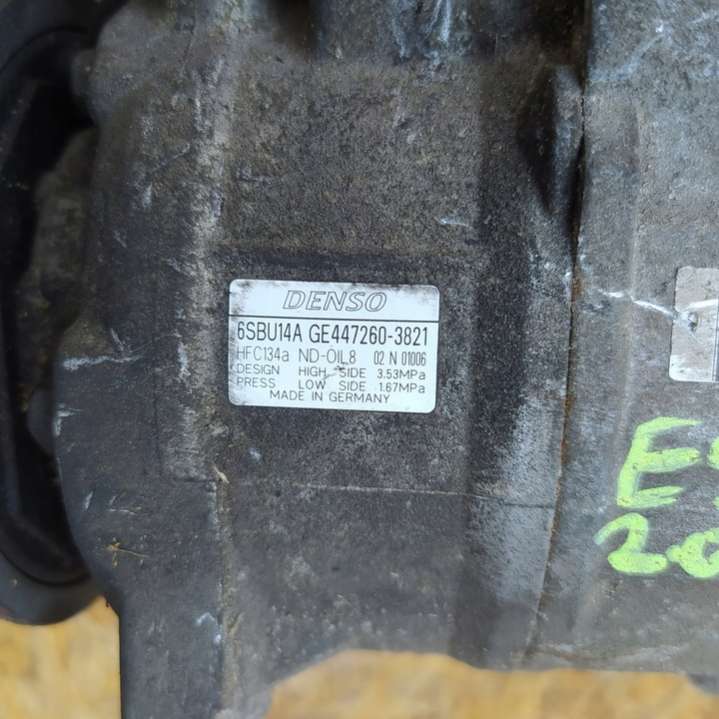 DENSO
6SBU14A GE447260-3821
HFC134a ND-OIL8 02 N 01006
DESIGN HIGH SIDE 3.53MPa
PRESS LOW SIDE 1.67MPa
MADE IN GERMANY